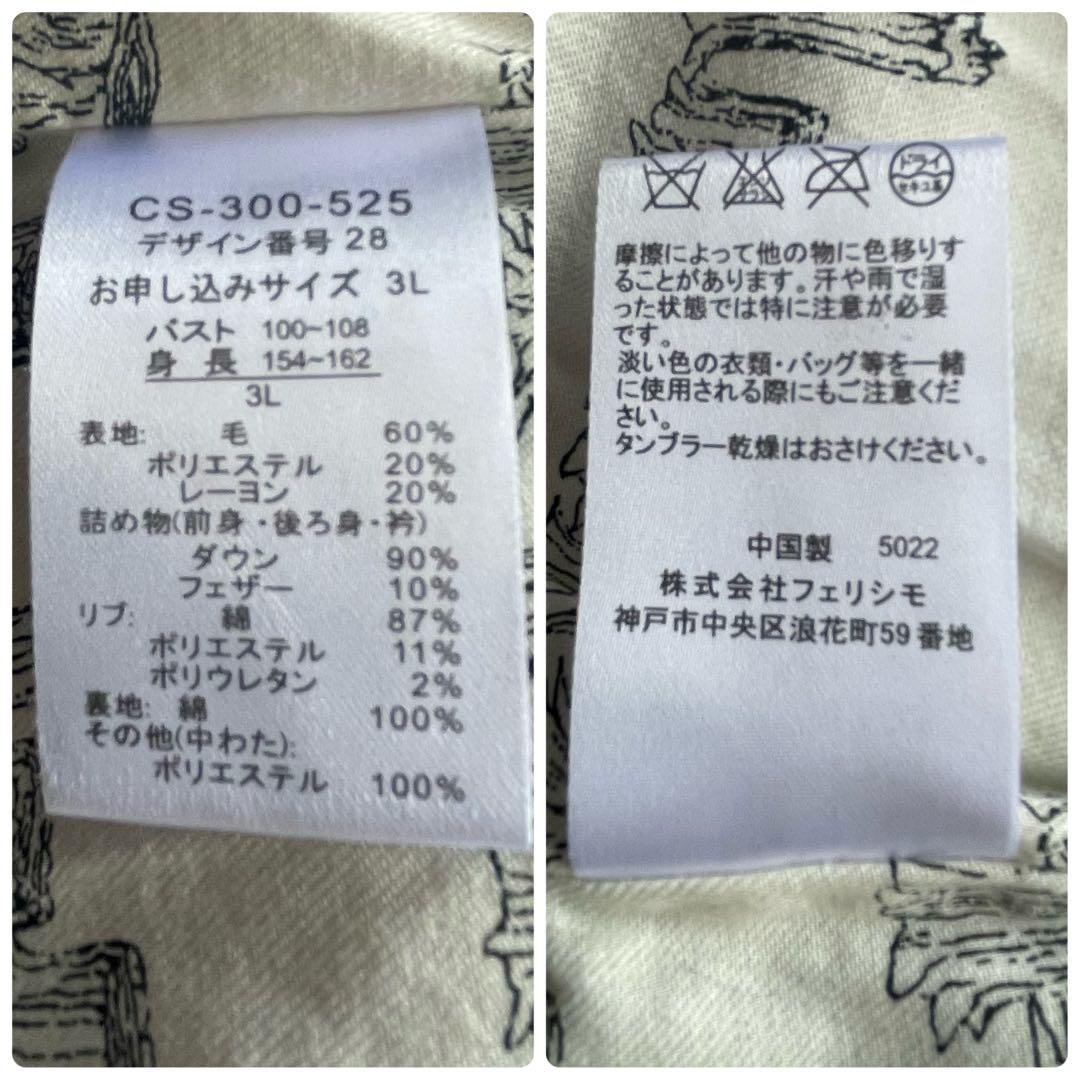 CS-300-525
デザイン番号 28
お申し込みサイズ 3L
バスト 100~108
身長 154~162
3L
表地: 毛 60%
ポリエステル 20%
レーヨン 20%
詰め物(前身・後ろ身・衿)
ダウン 90%
フェザー 10%
リブ: 綿 87%
ポリエステル 11%
ポリウレタン 2%
裏地: 綿 100%
その他(中わた):
ポリエステル 100%
ドライ
セキユ系
摩擦によって他の物に色移りす
ることがあります。汗や雨で湿
った状態では特に注意が必要
です。
淡い色の衣類・バッグ等を一緒
に使用される際にもご注意くだ
さい。
タンブラー乾燥はおさけください。
中国製 5022
株式会社フェリシモ
神戸市中央区浪花町59番地